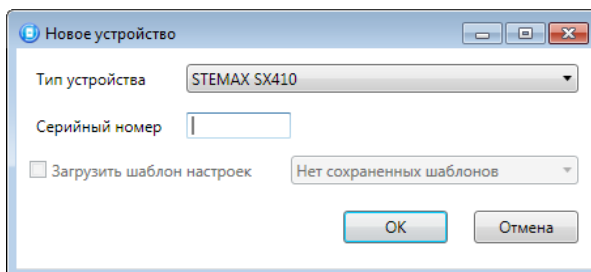 Новое устройство
Тип устройства STEMAX SX410
Серийный номер
Загрузить шаблон настроек Нет сохраненных шаблонов
OK Отмена